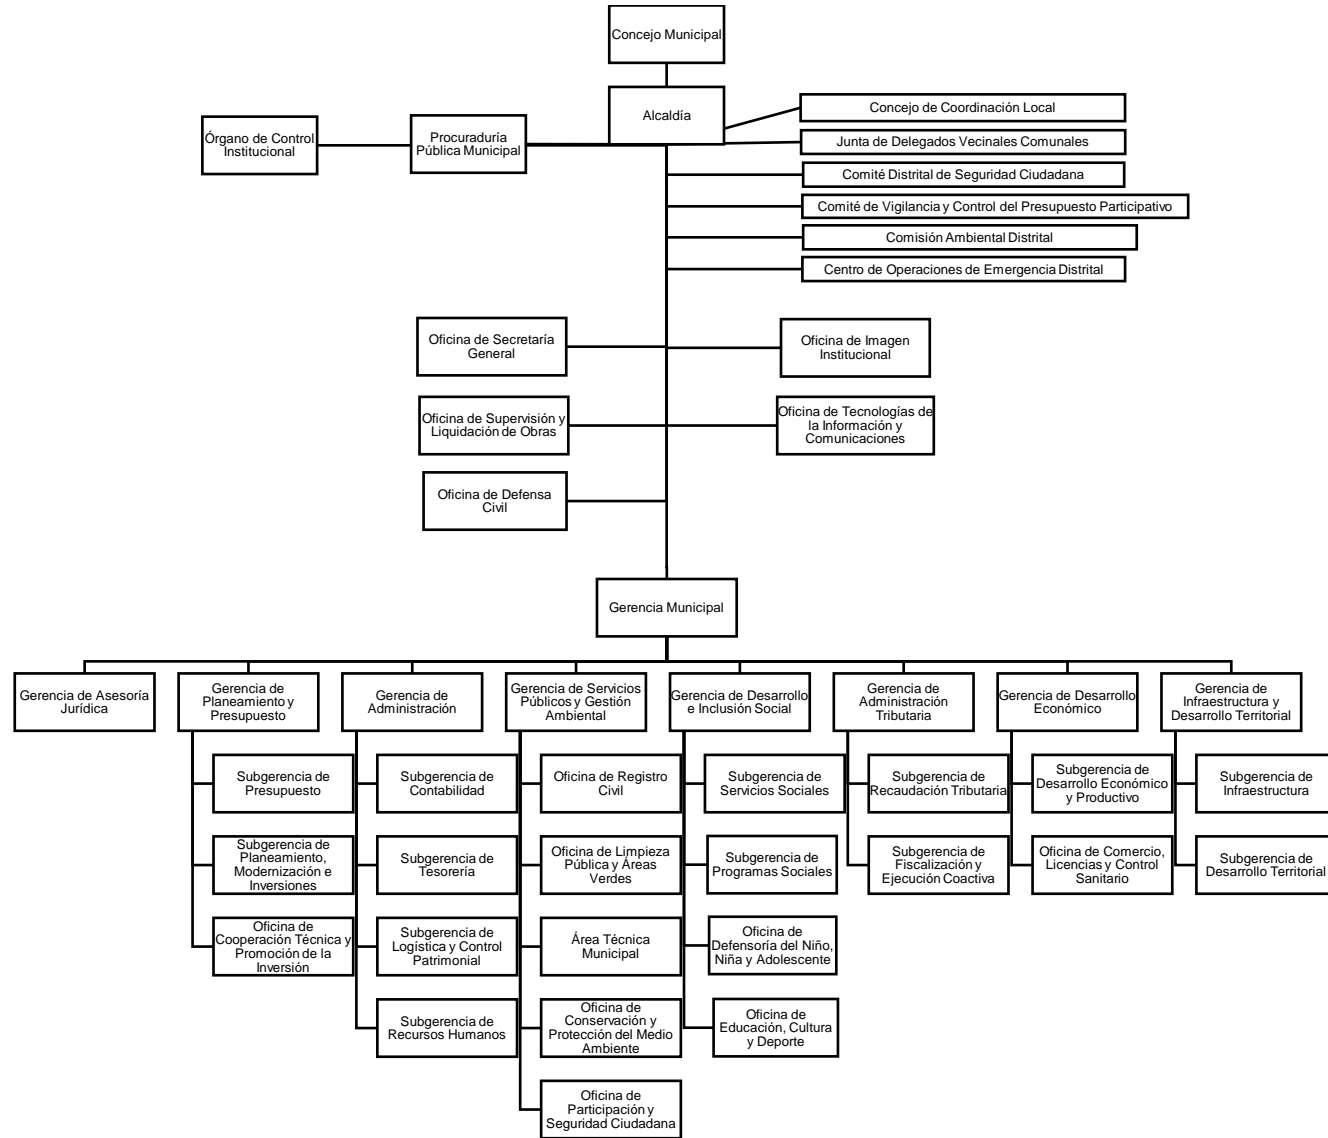 Concejo Municipal
Alcaldía
Concejo de Coordinación Local
Órgano de Control
Institucional
Procuraduría
Pública Municipal
Junta de Delegados Vecinales Comunales
Comité Distrital de Seguridad Ciudadana
Comité de Vigilancia y Control del Presupuesto Participativo
Comisión Ambiental Distrital
Centro de Operaciones de Emergencia Distrital
Oficina de Secretaría
General
Oficina de Imagen
Institucional
Oficina de Supervisión y
Liquidación de Obras
Oficina de Tecnologías de
la Información y
Comunicaciones
Oficina de Defensa
Civil
Gerencia Municipal
Gerencia de Asesoría
Jurídica
Gerencia de
Planeamiento y
Presupuesto
Gerencia de
Administración
Gerencia de Servicios
Públicos y Gestión
Ambiental
Gerencia de Desarrollo
e Inclusión Social
Gerencia de
Administración
Tributaria
Gerencia de Desarrollo
Económico
Gerencia de
Infraestructura y
Desarrollo Territorial
Subgerencia de
Presupuesto
Subgerencia de
Contabilidad
Oficina de Registro
Civil
Subgerencia de
Servicios Sociales
Subgerencia de
Recaudación Tributaria
Subgerencia de
Desarrollo Económico
y Productivo
Subgerencia de
Infraestructura
Subgerencia de
Planeamiento,
Modernización e
Inversiones
Subgerencia de
Tesorería
Oficina de Limpieza
Pública y Áreas
Verdes
Subgerencia de
Programas Sociales
Subgerencia de
Fiscalización y
Ejecución Coactiva
Oficina de Comercio,
Licencias y Control
Sanitario
Subgerencia de
Desarrollo Territorial
Oficina de
Cooperación Técnica y
Promoción de la
Inversión
Subgerencia de
Logística y Control
Patrimonial
Área Técnica
Municipal
Oficina de
Defensoría del Niño,
Niña y Adolescente
Subgerencia de
Recursos Humanos
Oficina de
Conservación y
Protección del Medio
Ambiente
Oficina de
Educación, Cultura
y Deporte
Oficina de
Participación y
Seguridad Ciudadana